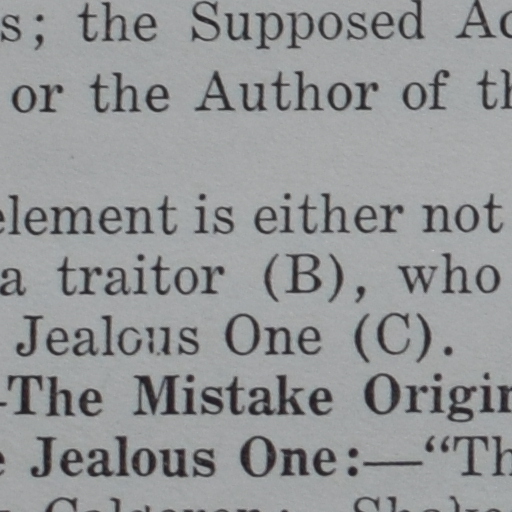 s; the Supposed Ac
or the Author of th
element is either not
a traitor (B), who
Jealous One (C).
-The Mistake Origin
e Jealous One:—“Th